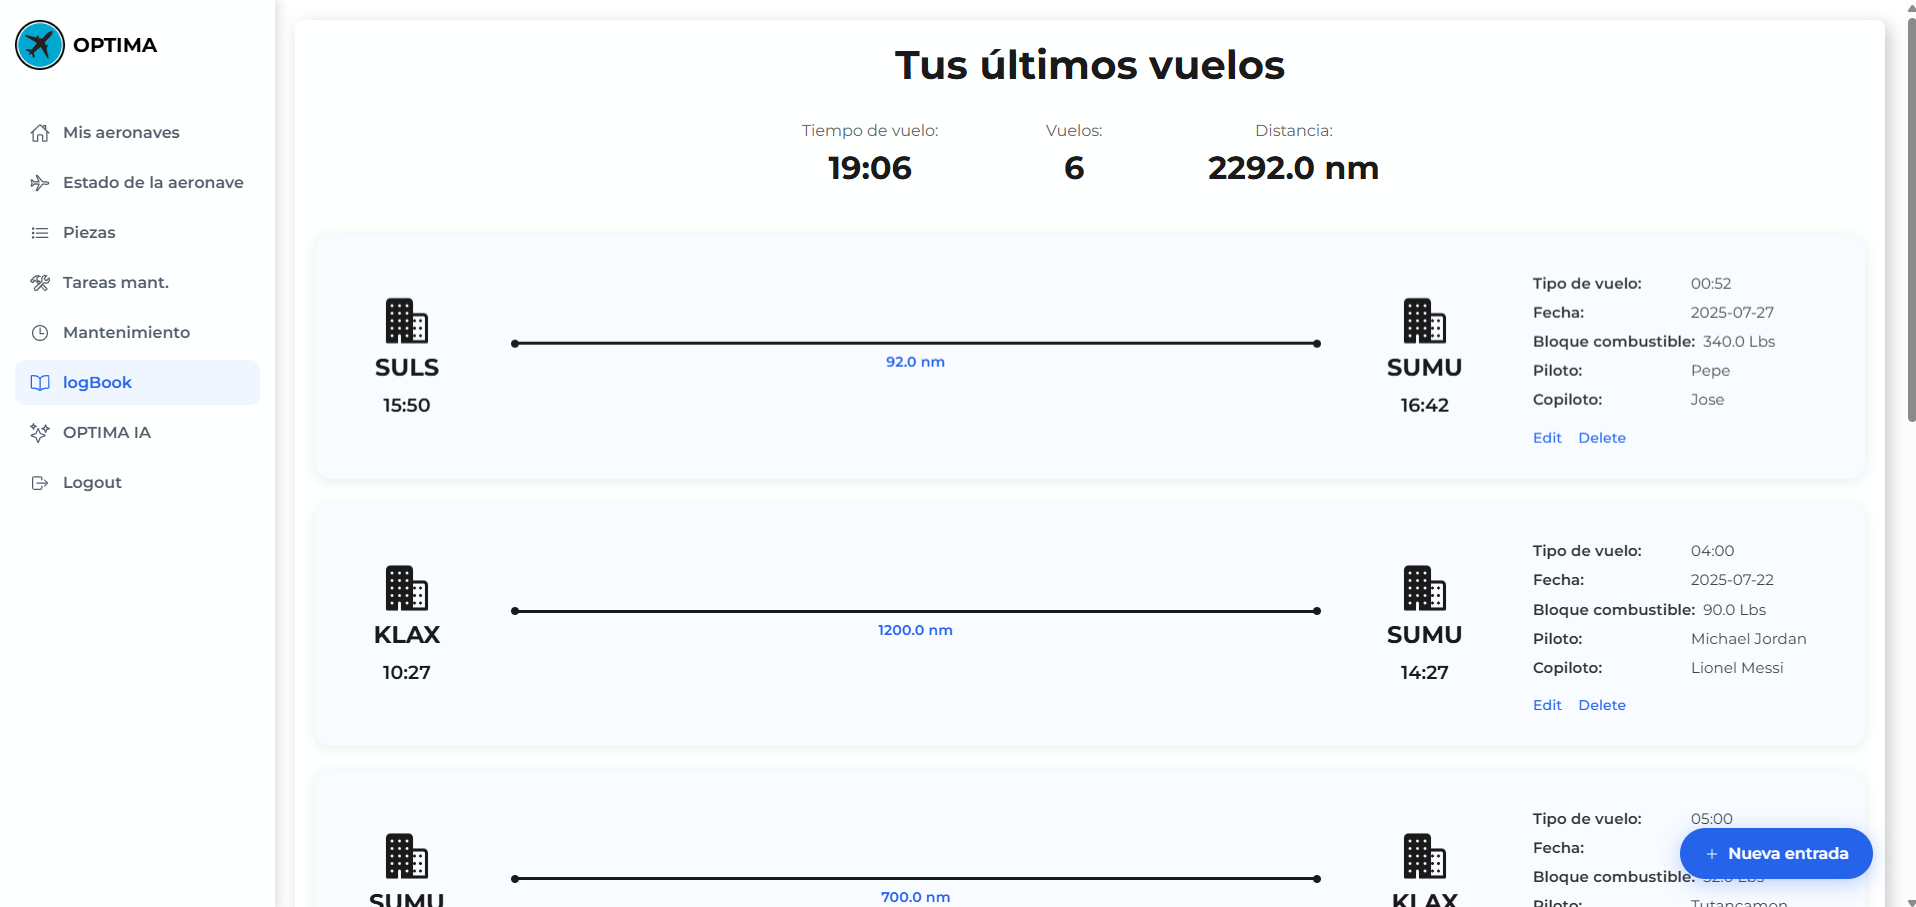 OPTIMA
Mis aeronaves
Estado de la aeronave
Piezas
Tareas mant.
Mantenimiento
logBook
OPTIMA IA
Logout
Tus últimos vuelos
Tiempo de vuelo: Vuelos: Distancia:
19:06 6 2292.0 nm
SULS
15:50
92.0 nm
SUMU
16:42
Tipo de vuelo: 00:52
Fecha: 2025-07-27
Bloque combustible: 340.0 Lbs
Piloto: Pepe
Copiloto: Jose
Edit Delete
KLAX
10:27
1200.0 nm
SUMU
14:27
Tipo de vuelo: 04:00
Fecha: 2025-07-22
Bloque combustible: 90.0 Lbs
Piloto: Michael Jordan
Copiloto: Lionel Messi
Edit Delete
SUMU
700.0 nm
KLAX
Tipo de vuelo: 05:00
Fecha:
Bloque combustible:
Piloto: Tutancamon
+ Nueva entrada